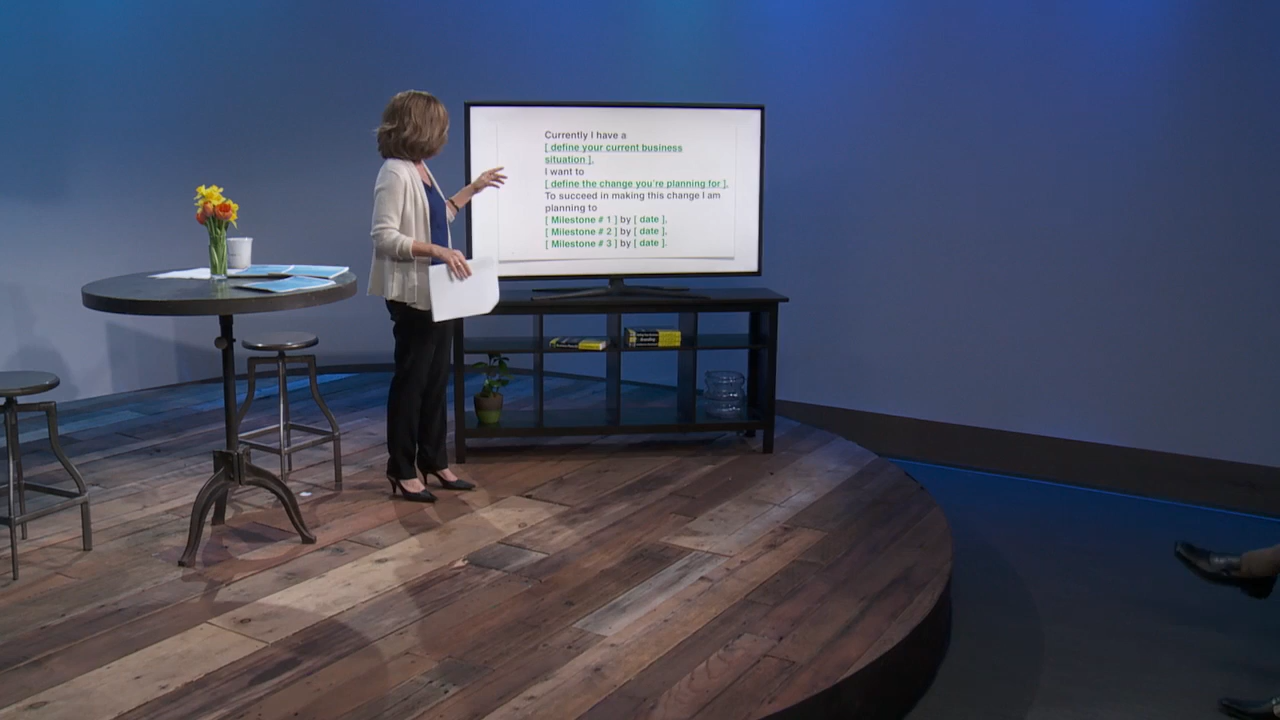 Currently I have a
[ define your current business
situation ],
I want to
[ define the change you're planning for ],
To succeed in making this change I am
planning to
[ Milestone # 1 ] by [ date ],
[ Milestone # 2 ] by [ date ],
[ Milestone # 3 ] by [ date ].